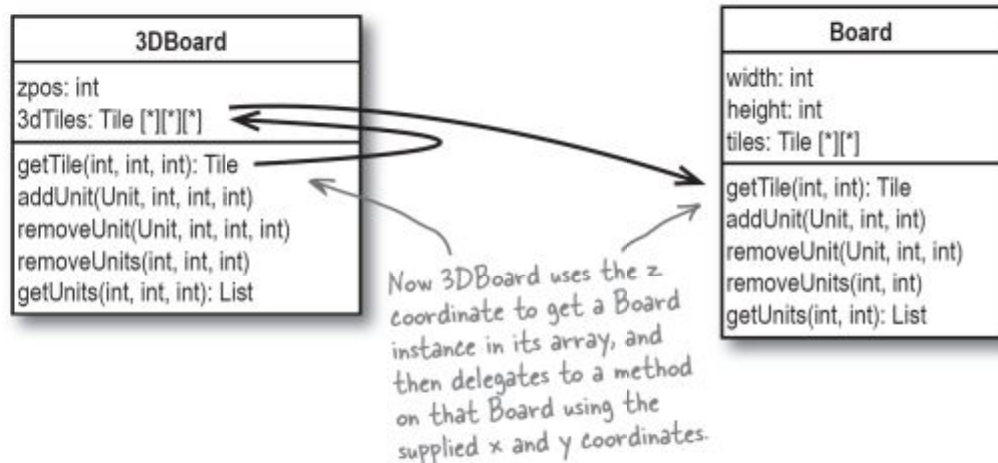 3DBoard
zpos: int
3dTiles: Tile [*][*][*]
getTile(int, int, int): Tile
addUnit(Unit, int, int, int)
removeUnit(Unit, int, int, int)
removeUnits(int, int, int)
getUnits(int, int, int): List
Board
width: int
height: int
tiles: Tile [*][*]
getTile(int, int): Tile
addUnit(Unit, int, int)
removeUnit(Unit, int, int)
removeUnits(int, int)
getUnits(int, int): List
Now 3DBoard uses the z
coordinate to get a Board
instance in its array, and
then delegates to a method
on that Board using the
supplied x and y coordinates.